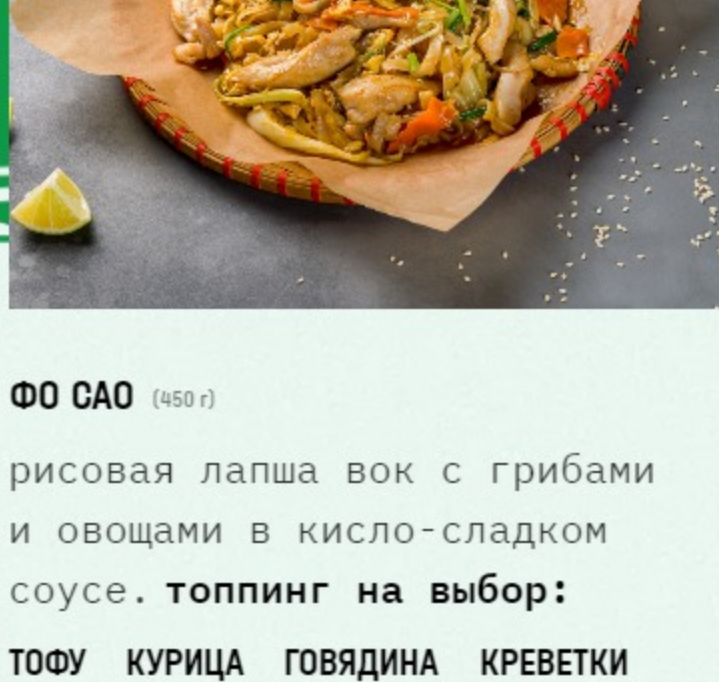 ФО САО (450 г)
рисовая лапша вок с грибами
и овощами в кисло-сладком
соусе. топпинг на выбор:
ТОФУ КУРИЦА ГОВЯДИНА КРЕВЕТКИ